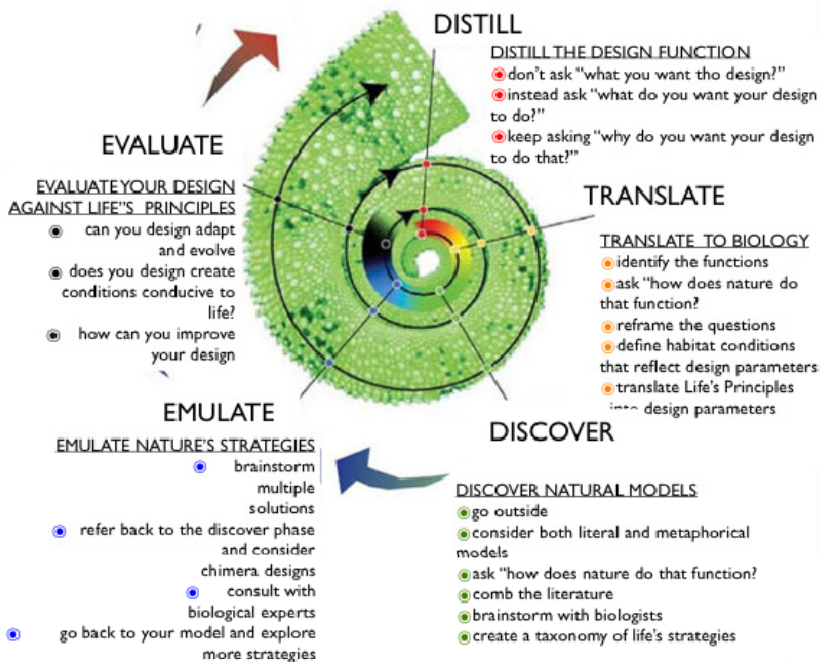 DISTILL
DISTILL THE DESIGN FUNCTION
don't ask "what you want tho design?"
instead ask "what do you want your design
to do?"
keep asking "why do you want your design
to do that?"
TRANSLATE
TRANSLATE TO BIOLOGY
identify the functions
ask "how does nature do
that function?
reframe the questions
define habitat conditions
that reflect design parameters
translate Life's Principles
into design parameters
DISCOVER
DISCOVER NATURAL MODELS
go outside
consider both literal and metaphorical
models
ask "how does nature do that function?
comb the literature
brainstorm with biologists
create a taxonomy of life's strategies
EMULATE
EMULATE NATURE'S STRATEGIES
brainstorm
multiple
solutions
refer back to the discover phase
and consider
chimera designs
consult with
biological experts
go back to your model and explore
more strategies
EVALUATE
EVALUATE YOUR DESIGN
AGAINST LIFE"S PRINCIPLES
can you design adapt
and evolve
does you design create
conditions conducive to
life?
how can you improve
your design